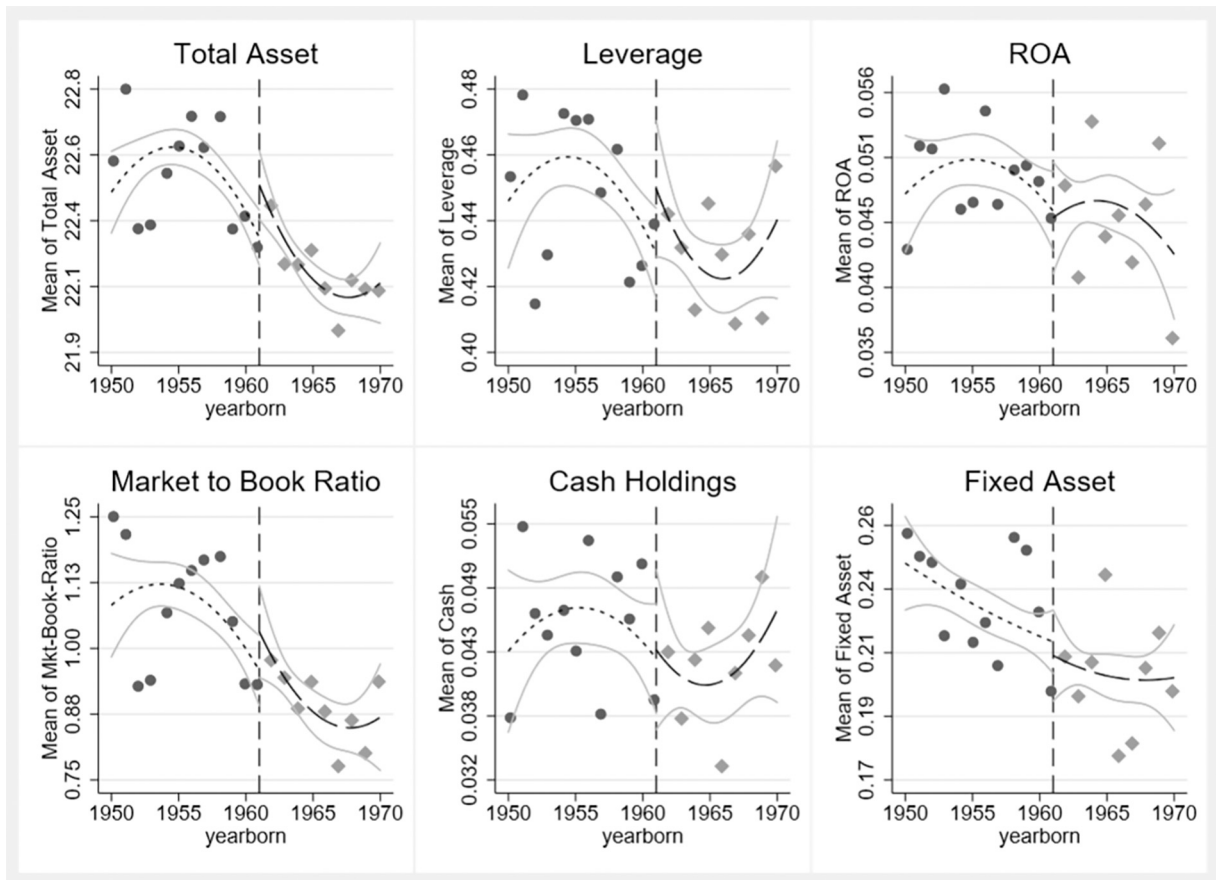 Total Asset
Mean of Total Asset
22.8
22.6
22.4
22.1
21.9
1950 1955 1960 1965 1970
yearborn
Leverage
Mean of Leverage
0.48
0.46
0.44
0.42
0.40
1950 1955 1960 1965 1970
yearborn
ROA
Mean of ROA
0.056
0.051
0.045
0.040
0.035
1950 1955 1960 1965 1970
yearborn
Market to Book Ratio
Mean of Mkt-Book-Ratio
1.25
1.13
1.00
0.88
0.75
1950 1955 1960 1965 1970
yearborn
Cash Holdings
Mean of Cash
0.055
0.049
0.043
0.038
0.032
1950 1955 1960 1965 1970
yearborn
Fixed Asset
Mean of Fixed Asset
0.26
0.24
0.21
0.19
0.17
1950 1955 1960 1965 1970
yearborn